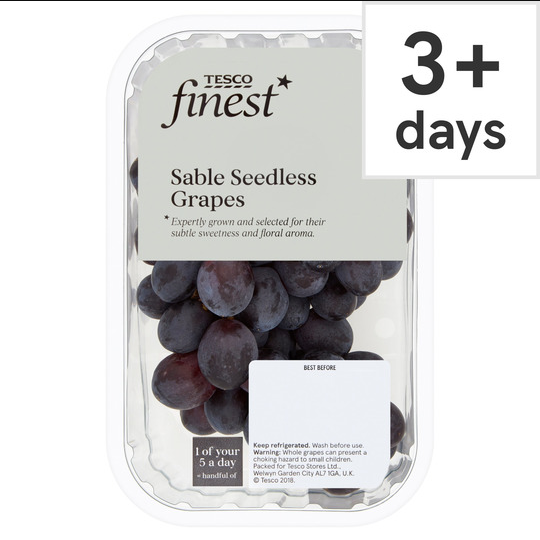 3+
days
TESCO
finest*
Sable Seedless
Grapes
*Expertly grown and selected for their
subtle sweetness and floral aroma.
BEST BEFORE
Keep refrigerated. Wash before use.
Warning: Whole grapes can present a
choking hazard to small children.
Packed for Tesco Stores Ltd.,
Welwyn Garden City AL7 1GA, U.K.
© Tesco 2018.
1 of your
5 a day
= handful of